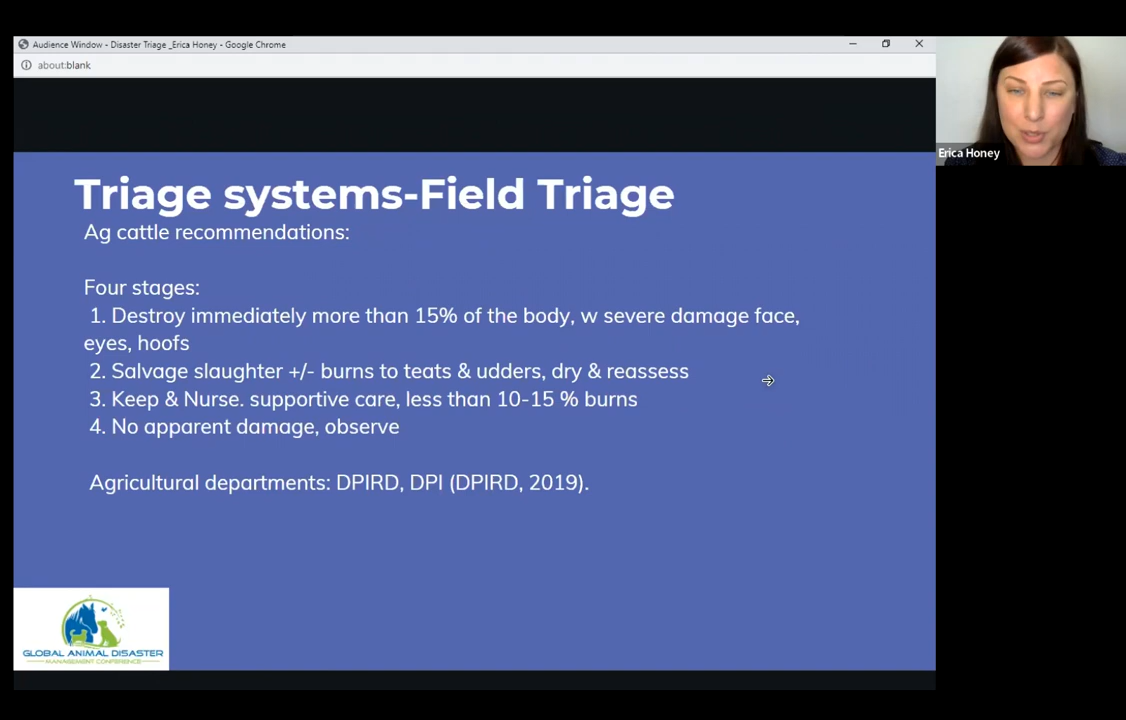 Audience Window - Disaster Triage _Erica Honey - Google Chrome
about:blank
Erica Honey
Triage systems-Field Triage
Ag cattle recommendations:
Four stages:
1. Destroy immediately more than 15% of the body, w severe damage face,
eyes, hoofs
2. Salvage slaughter +/- burns to teats & udders, dry & reassess
3. Keep & Nurse. supportive care, less than 10-15 % burns
4. No apparent damage, observe
Agricultural departments: DPIRD, DPI (DPIRD, 2019).
GLOBAL ANIMAL DISASTER
MANAGEMENT CONFERENCE